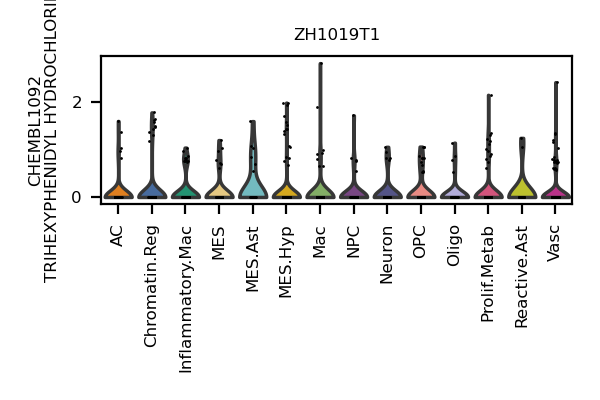 ZH1019T1
CHEMBL1092
TRIHEXYPHENIDYL
2
0
AC
Chromatin.Reg
Inflammatory.Mac
MES
MES.Ast
MES.Hyp
Mac
NPC
Neuron
OPC
Oligo
Prolif.Metab
Reactive.Ast
Vasc